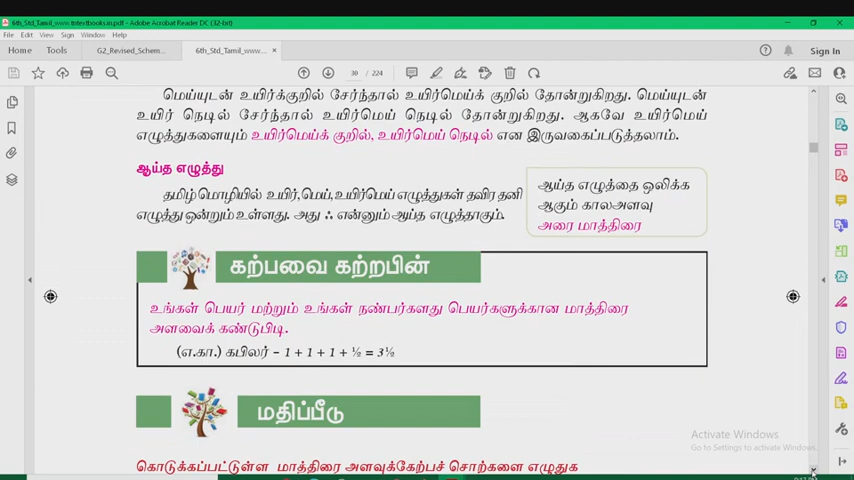 6th_Std_Tamil_www.tntextbooks.in.pdf - Adobe Acrobat Reader DC (32-bit)
File Edit View Sign Window Help
Home Tools G2_Revised_Schem... 6th_Std_Tamil_www... × Sign In
30 / 224
மெய்யுடன் உயிர்க்குறில் சேர்ந்தால் உயிர்மெய்க் குறில் தோன்றுகிறது. மெய்யுடன்
உயிர் நெடில் சேர்ந்தால் உயிர்மெய் நெடில் தோன்றுகிறது. ஆகவே உயிர்மெய்
எழுத்துகளையும் உயிர்மெய்க் குறில், உயிர்மெய் நெடில் என இருவகைப்படுத்தலாம்.
ஆய்த எழுத்து
தமிழ் மொழியில் உயிர்,மெய்,உயிர்மெய் எழுத்துகள் தவிர தனி
எழுத்து ஒன்றும் உள்ளது. அது ஃ என்னும் ஆய்த எழுத்தாகும்.
ஆய்த எழுத்தை ஒலிக்க
ஆகும் காலஅளவு
அரை மாத்திரை
கற்பவை கற்றபின்
உங்கள் பெயர் மற்றும் உங்கள் நண்பர்களது பெயர்களுக்கான மாத்திரை
அளவைக் கண்டுபிடி.
(எ.கா.) கபிலர் – 1 + 1 + 1 + ½ = 3½
மதிப்பீடு
Activate Windows
Go to Settings to activate Windows.
கொடுக்கப்பட்டுள்ள மாத்திரை அளவுக்கேற்பச் சொற்களை எழுதுக